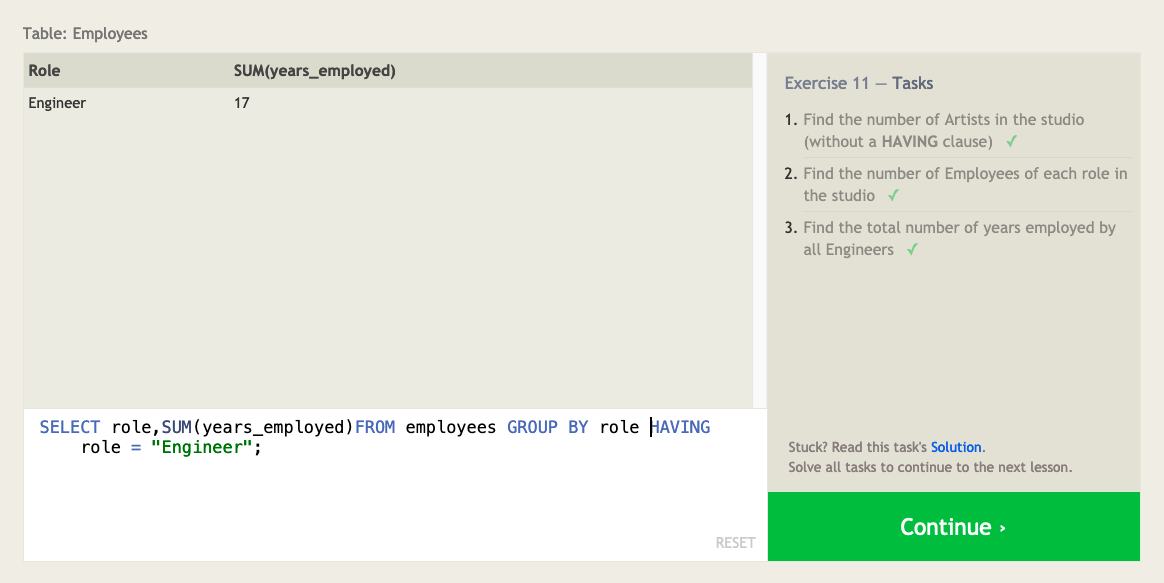 Table: Employees
Role SUM(years_employed)
Engineer 17
Exercise 11 — Tasks
1. Find the number of Artists in the studio
(without a HAVING clause) ✓
2. Find the number of Employees of each role in
the studio ✓
3. Find the total number of years employed by
all Engineers ✓
SELECT role,SUM(years_employed)FROM employees GROUP BY role HAVING
role = "Engineer";
RESET
Stuck? Read this task's Solution.
Solve all tasks to continue to the next lesson.
Continue ›